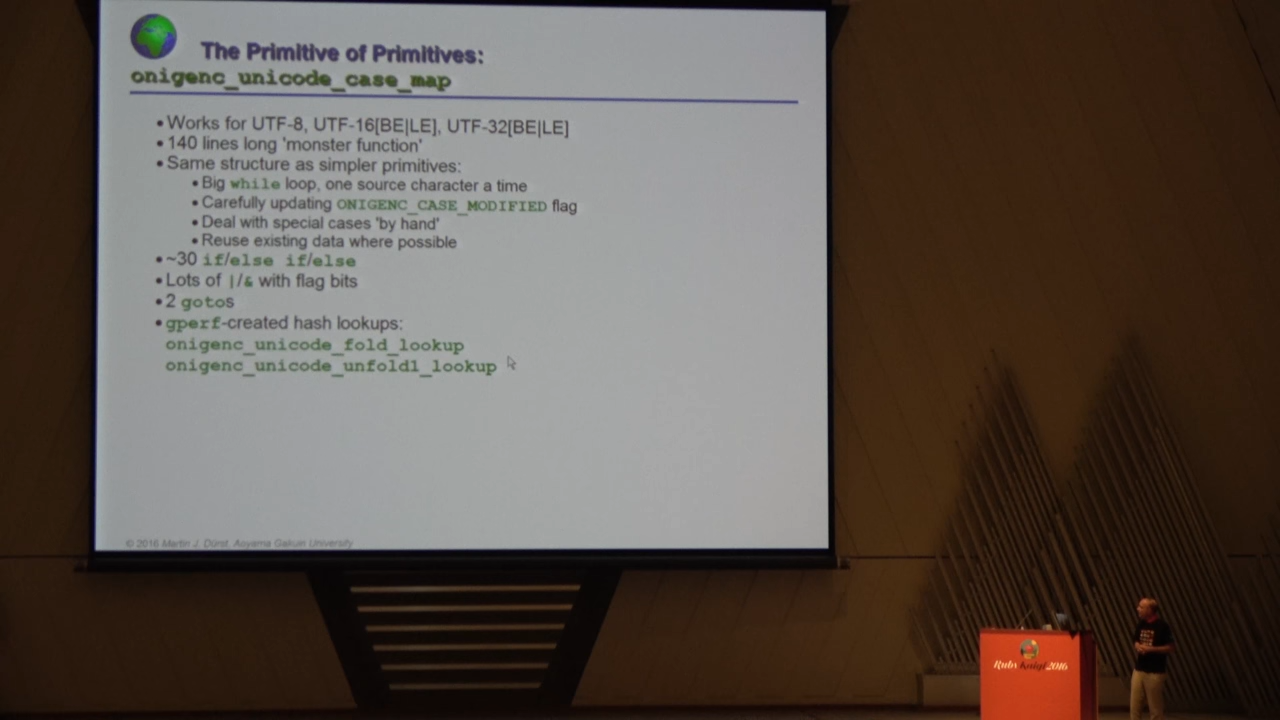 The Primitive of Primitives:
onigenc_unicode_case_map
• Works for UTF-8, UTF-16[BE|LE], UTF-32[BE|LE]
• 140 lines long 'monster function'
• Same structure as simpler primitives:
• Big while loop, one source character a time
• Carefully updating ONIGENC_CASE_MODIFIED flag
• Deal with special cases 'by hand'
• Reuse existing data where possible
• ~30 if/else if/else
• Lots of |/& with flag bits
• 2 gotos
• gperf-created hash lookups:
onigenc_unicode_fold_lookup
onigenc_unicode_unfold1_lookup
© 2016 Martin J. Dürst, Aoyama Gakuin University
Ruby Kaigi 2016